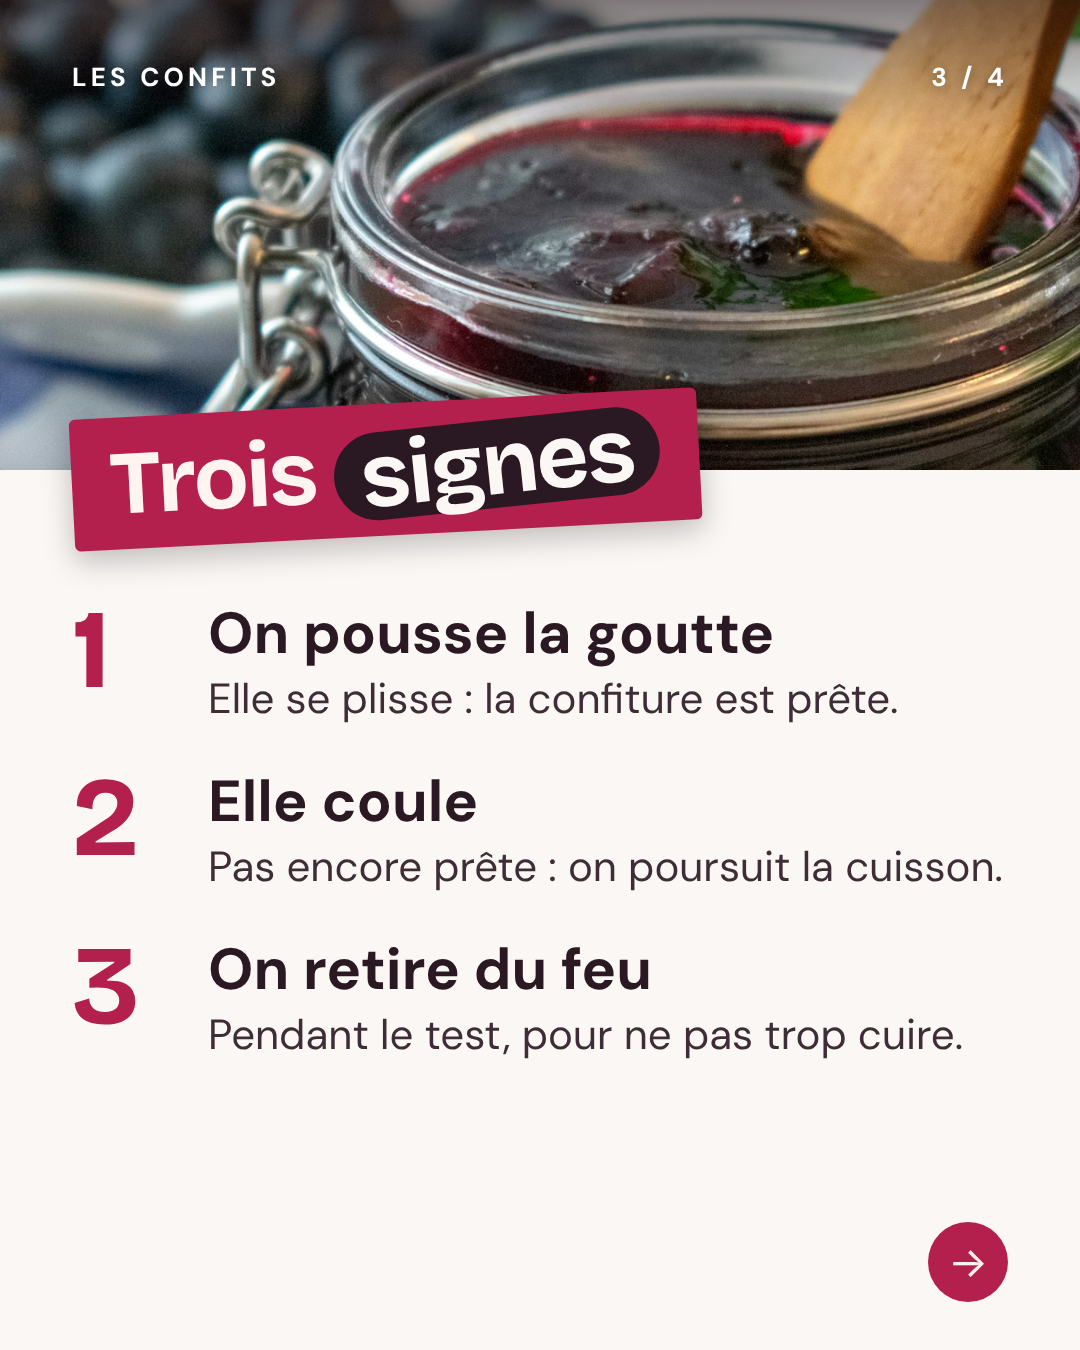 LES CONFITS
3 / 4
Trois signes
1
On pousse la goutte
Elle se plisse : la confiture est prête.
2
Elle coule
Pas encore prête : on poursuit la cuisson.
3
On retire du feu
Pendant le test, pour ne pas trop cuire.
→